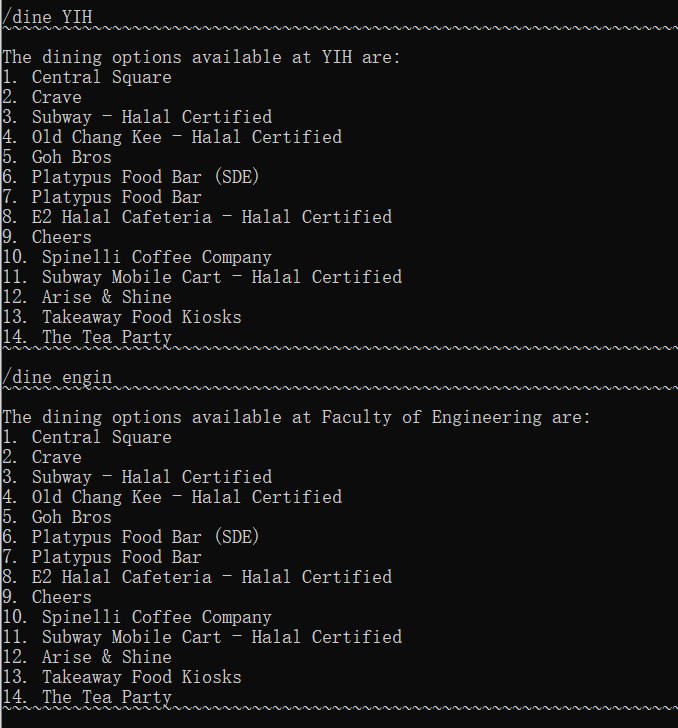 /dine YIH
~~~~~~~~~~~~~~~~~~~~~~~~~~~~~~~~~~~~~~~~~~~~~~~~~~~~~~~~~~~~~~~~~~~~
The dining options available at YIH are:
1. Central Square
2. Crave
3. Subway - Halal Certified
4. Old Chang Kee - Halal Certified
5. Goh Bros
6. Platypus Food Bar (SDE)
7. Platypus Food Bar
8. E2 Halal Cafeteria - Halal Certified
9. Cheers
10. Spinelli Coffee Company
11. Subway Mobile Cart - Halal Certified
12. Arise & Shine
13. Takeaway Food Kiosks
14. The Tea Party
~~~~~~~~~~~~~~~~~~~~~~~~~~~~~~~~~~~~~~~~~~~~~~~~~~~~~~~~~~~~~~~~~~~~
/dine engin
~~~~~~~~~~~~~~~~~~~~~~~~~~~~~~~~~~~~~~~~~~~~~~~~~~~~~~~~~~~~~~~~~~~~
The dining options available at Faculty of Engineering are:
1. Central Square
2. Crave
3. Subway - Halal Certified
4. Old Chang Kee - Halal Certified
5. Goh Bros
6. Platypus Food Bar (SDE)
7. Platypus Food Bar
8. E2 Halal Cafeteria - Halal Certified
9. Cheers
10. Spinelli Coffee Company
11. Subway Mobile Cart - Halal Certified
12. Arise & Shine
13. Takeaway Food Kiosks
14. The Tea Party
~~~~~~~~~~~~~~~~~~~~~~~~~~~~~~~~~~~~~~~~~~~~~~~~~~~~~~~~~~~~~~~~~~~~